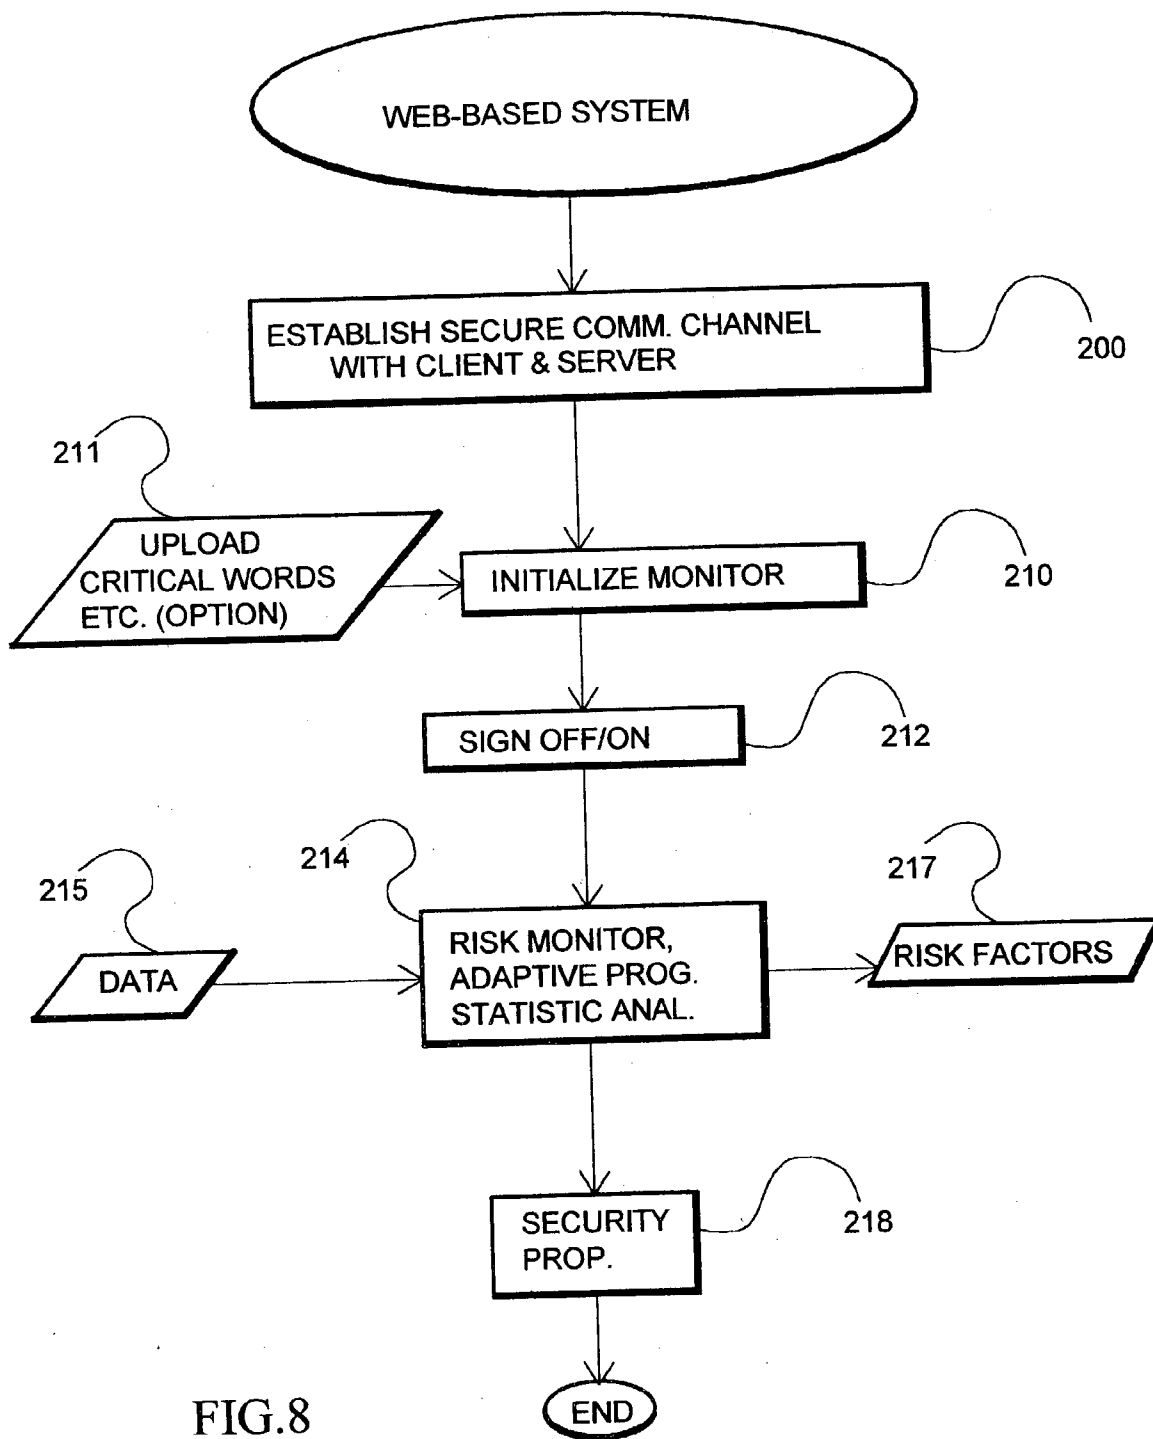 WEB-BASED SYSTEM
ESTABLISH SECURE COMM. CHANNEL
WITH CLIENT & SERVER
200
211
UPLOAD
CRITICAL WORDS
ETC. (OPTION)
INITIALIZE MONITOR
210
SIGN OFF/ON
212
215
214
217
DATA
RISK MONITOR,
ADAPTIVE PROG.
STATISTIC ANAL.
RISK FACTORS
SECURITY
PROP.
218
END
FIG.8